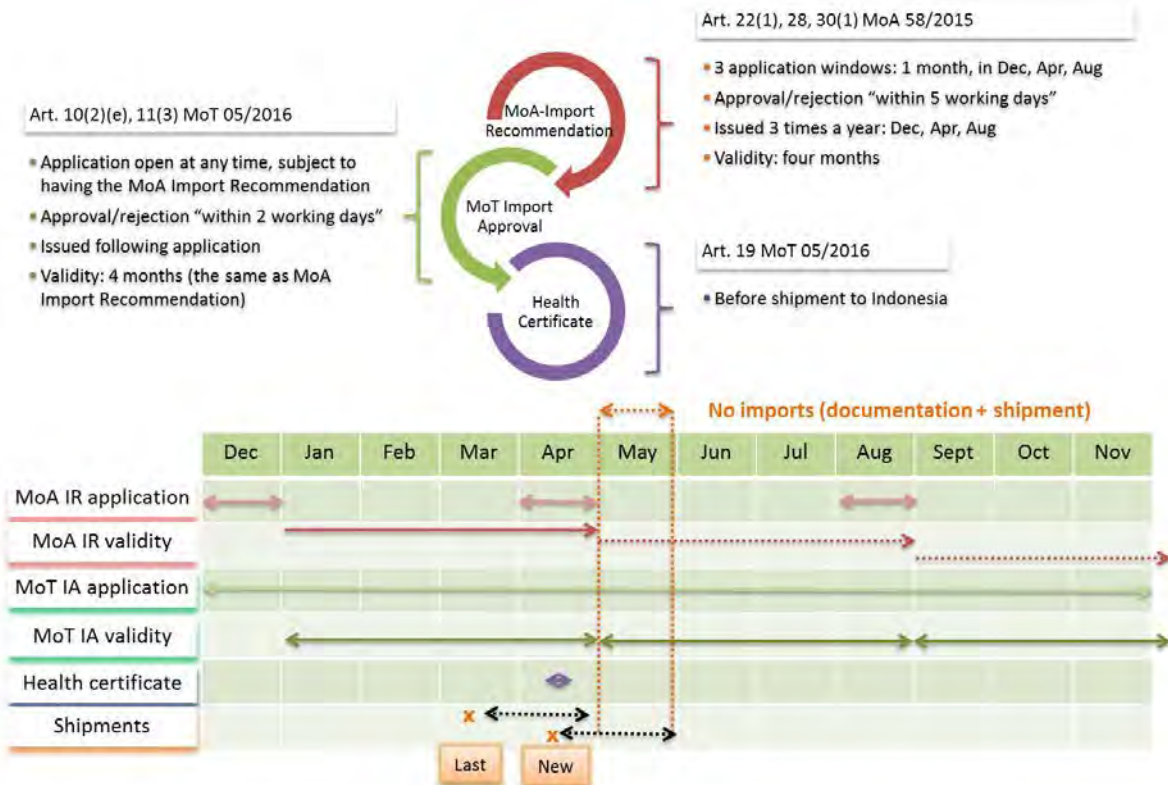 Art. 22(1), 28, 30(1) MoA 58/2015
• 3 application windows: 1 month, in Dec, Apr, Aug
• Approval/rejection “within 5 working days”
• Issued 3 times a year: Dec, Apr, Aug
• Validity: four months
MoA-Import
Recommendation
Art. 10(2)(e), 11(3) MoT 05/2016
• Application open at any time, subject to
having the MoA Import Recommendation
• Approval/rejection “within 2 working days”
• Issued following application
• Validity: 4 months (the same as MoA
Import Recommendation)
MoT Import
Approval
Art. 19 MoT 05/2016
• Before shipment to Indonesia
Health
Certificate
No imports (documentation + shipment)
Dec Jan Feb Mar Apr May Jun Jul Aug Sept Oct Nov
MoA IR application
MoA IR validity
MoT IA application
MoT IA validity
Health certificate
Shipments
x
x
Last New